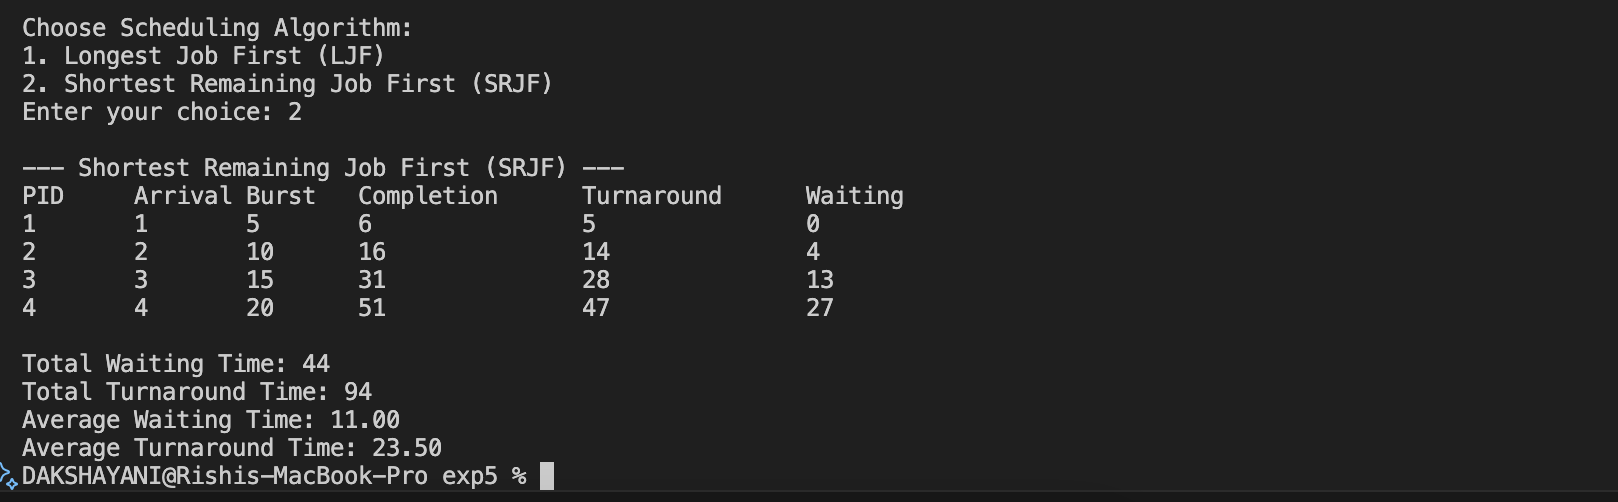 Choose Scheduling Algorithm:
1. Longest Job First (LJF)
2. Shortest Remaining Job First (SRJF)
Enter your choice: 2
--- Shortest Remaining Job First (SRJF) ---
PID Arrival Burst Completion Turnaround Waiting
1 1 5 6 5 0
2 2 10 16 14 4
3 3 15 31 28 13
4 4 20 51 47 27
Total Waiting Time: 44
Total Turnaround Time: 94
Average Waiting Time: 11.00
Average Turnaround Time: 23.50
DAKSHAYANI@Rishis-MacBook-Pro exp5 %